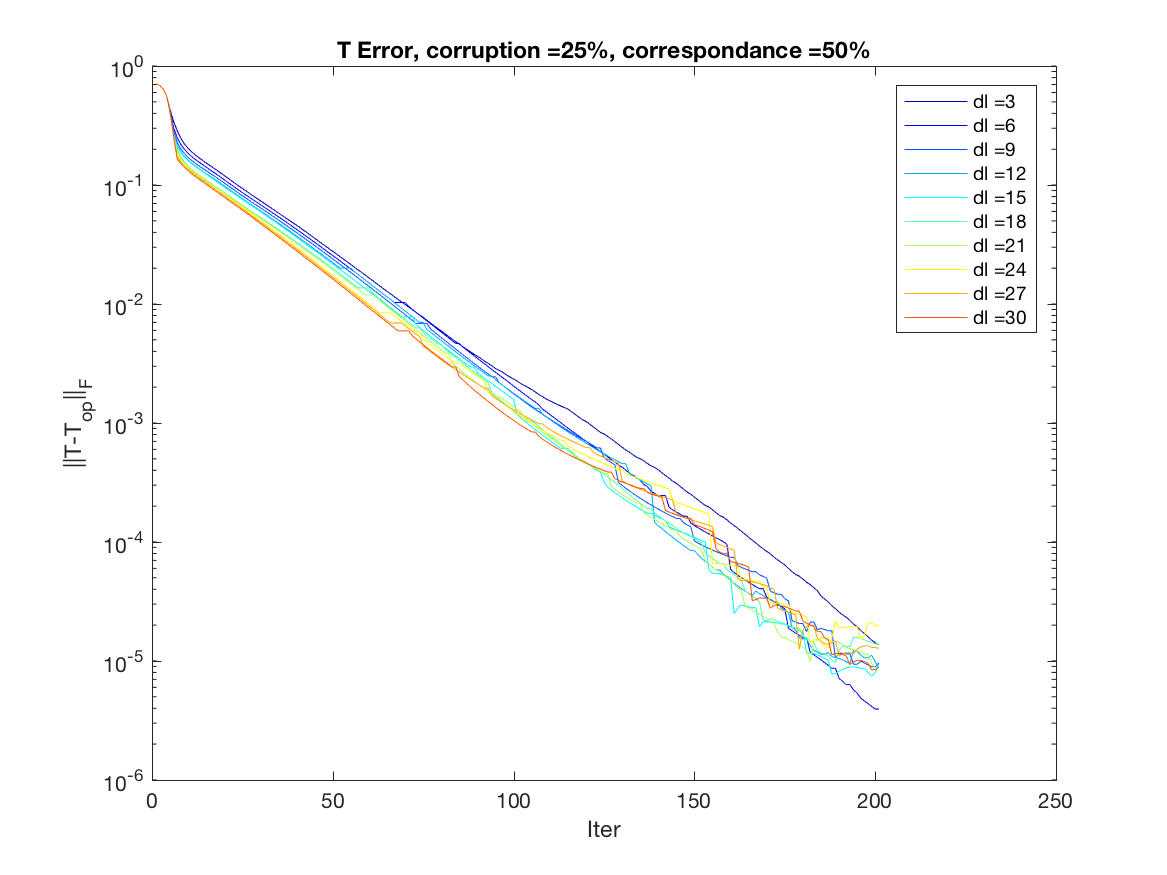 T Error, corruption =25%, correspondance =50%
10^0
10^-1
10^-2
10^-3
10^-4
10^-5
10^-6
||T-T_op||_F
0 50 100 150 200 250
Iter
dl =3
dl =6
dl =9
dl =12
dl =15
dl =18
dl =21
dl =24
dl =27
dl =30